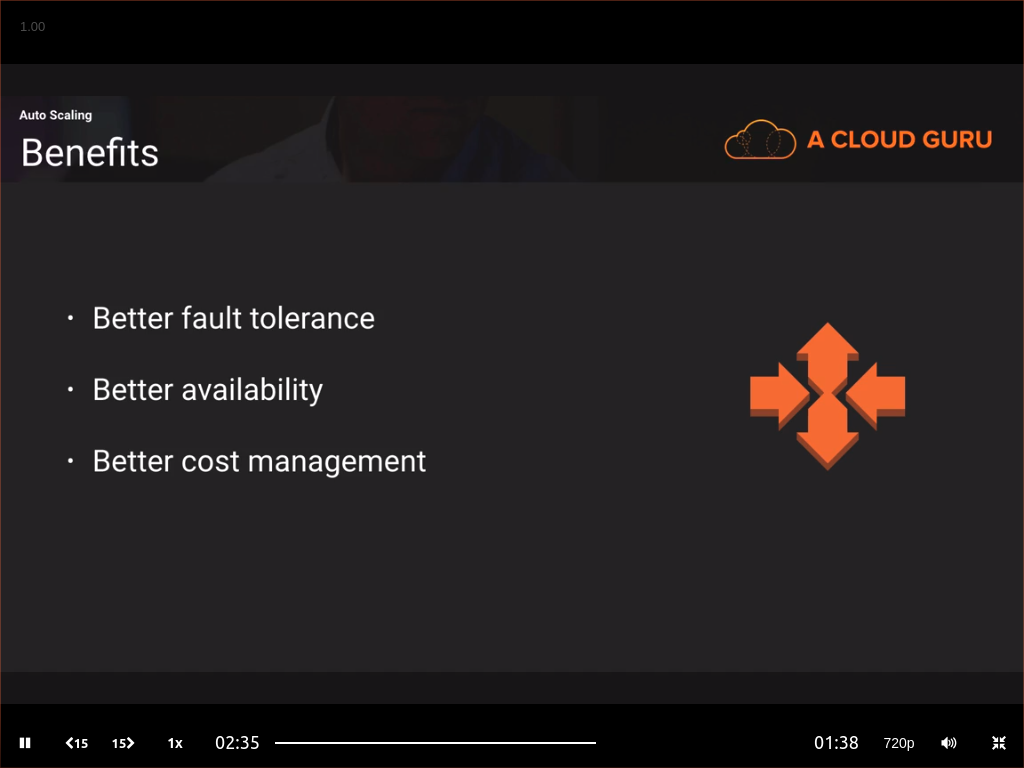 1.00
Auto Scaling
Benefits
A CLOUD GURU
• Better fault tolerance
• Better availability
• Better cost management
15 15 1x 02:35 01:38 720p